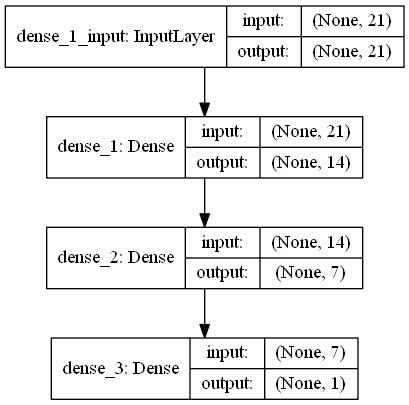 dense_1_input: InputLayer
input: (None, 21)
output: (None, 21)
dense_1: Dense
input: (None, 21)
output: (None, 14)
dense_2: Dense
input: (None, 14)
output: (None, 7)
dense_3: Dense
input: (None, 7)
output: (None, 1)